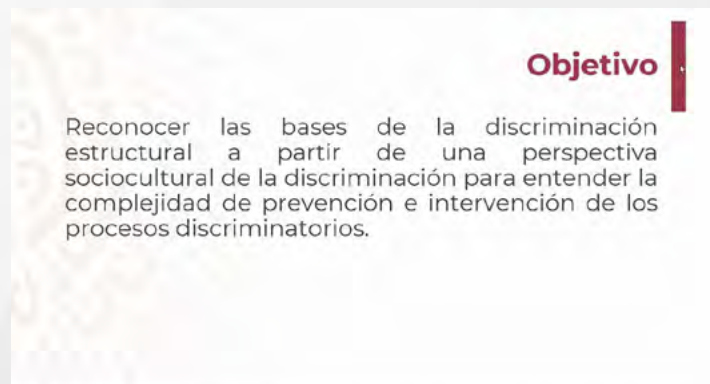 Objetivo
Reconocer las bases de la discriminación
estructural a partir de una perspectiva
sociocultural de la discriminación para entender la
complejidad de prevención e intervención de los
procesos discriminatorios.